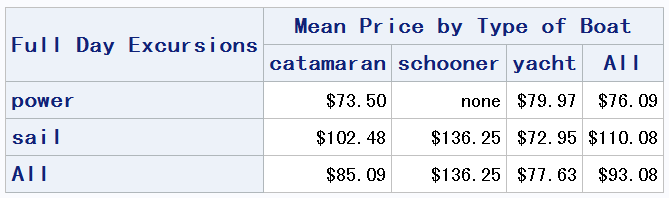 Full Day Excursions Mean Price by Type of Boat
catamaran schooner yacht All
power $73.50 none $79.97 $76.09
sail $102.48 $136.25 $72.95 $110.08
All $85.09 $136.25 $77.63 $93.08